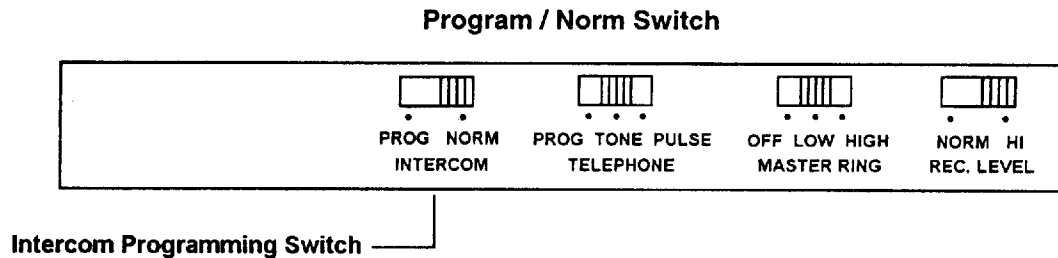 Program / Norm Switch
PROG NORM
INTERCOM
PROG TONE PULSE
TELEPHONE
OFF LOW HIGH
MASTER RING
NORM HI
REC. LEVEL
Intercom Programming Switch